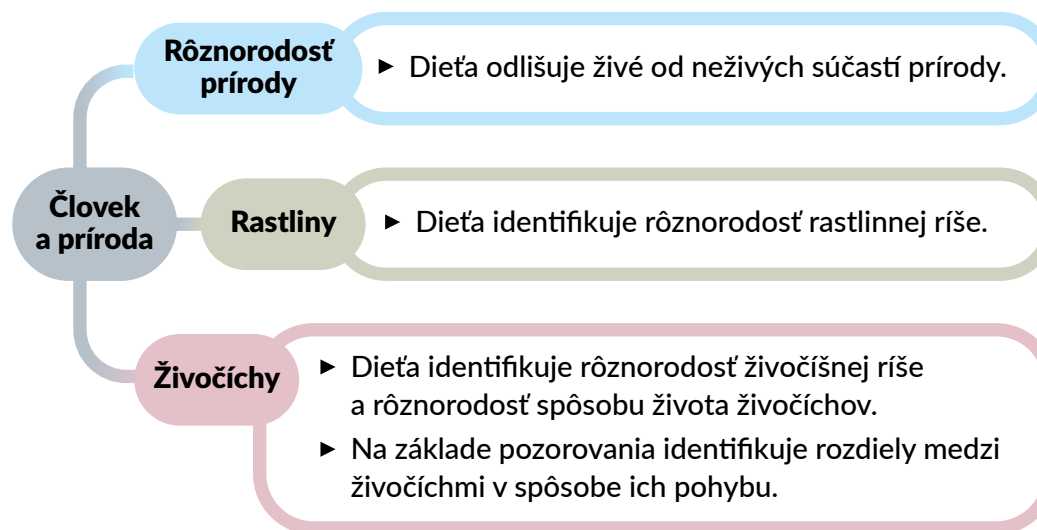 Človek
a príroda
Rôznorodosť
prírody
► Dieťa odlišuje živé od neživých súčastí prírody.
Rastliny
► Dieťa identifikuje rôznorodosť rastlinnej ríše.
Živočíchy
► Dieťa identifikuje rôznorodosť živočíšnej ríše
a rôznorodosť spôsobu života živočíchov.
► Na základe pozorovania identifikuje rozdiely medzi
živočíchmi v spôsobe ich pohybu.